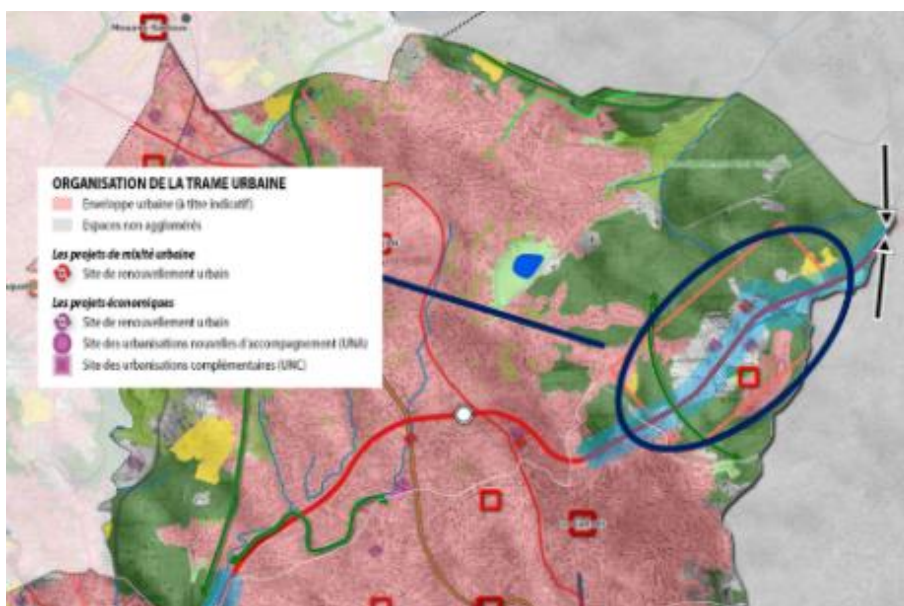 ORGANISATION DE LA TRAME URBAINE
Enveloppe urbaine (à titre indicatif)
Espaces non agglomérés
Les projets de mixité urbaine
Site de renouvellement urbain
Les projets économiques
Site de renouvellement urbain
Site des urbanisations nouvelles d'accompagnement (UNA)
Site des urbanisations complémentaires (UNC)